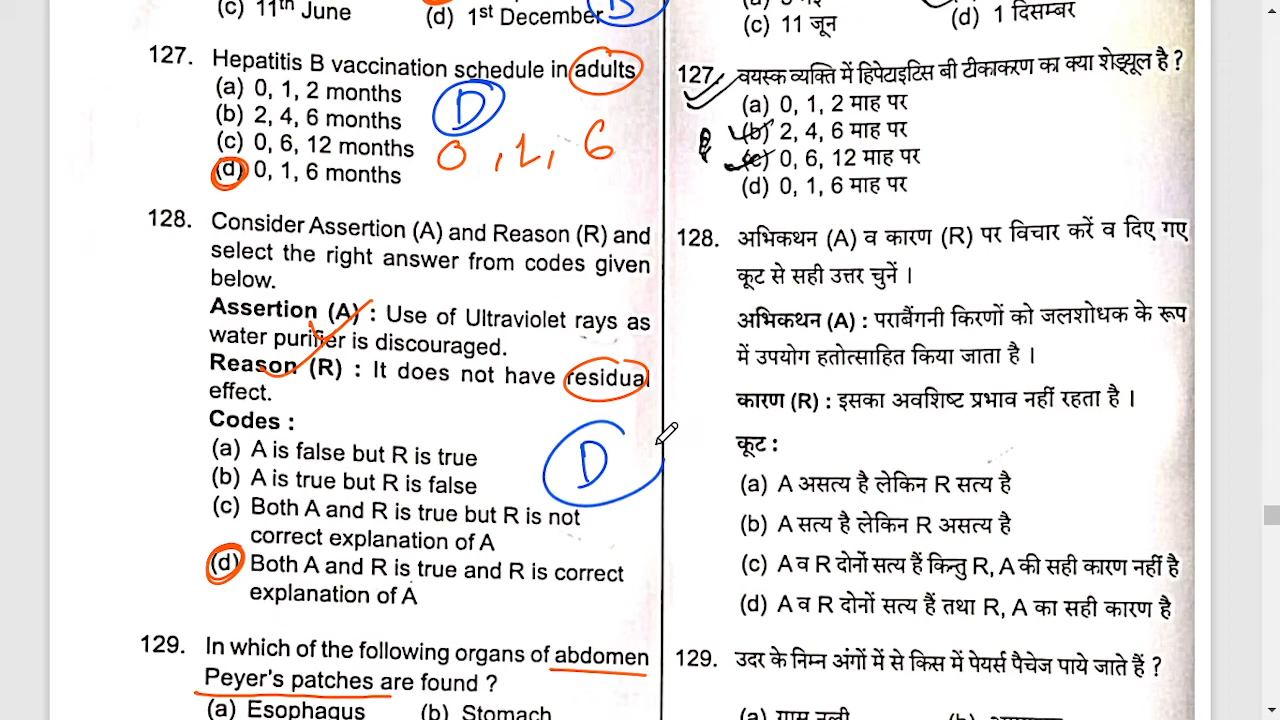 (c) 11th June
(d) 1st December
B
127. Hepatitis B vaccination schedule in adults
(a) 0, 1, 2 months
(b) 2, 4, 6 months
(c) 0, 6, 12 months
(d) 0, 1, 6 months
D
0, 1, 6
128. Consider Assertion (A) and Reason (R) and
select the right answer from codes given
below.
Assertion (A) : Use of Ultraviolet rays as
water purifier is discouraged.
Reason (R) : It does not have residual
effect.
Codes :
(a) A is false but R is true
(b) A is true but R is false
(c) Both A and R is true but R is not
correct explanation of A
(d) Both A and R is true and R is correct
explanation of A
D
129. In which of the following organs of abdomen
Peyer's patches are found ?
(a) Esophagus (b) Stomach
(c) 11 जून
(d) 1 दिसम्बर
127. वयस्क व्यक्ति में हिपेटाइटिस बी टीकाकरण का क्या शेड्यूल है ?
(a) 0, 1, 2 माह पर
(b) 2, 4, 6 माह पर
(c) 0, 6, 12 माह पर
(d) 0, 1, 6 माह पर
128. अभिकथन (A) व कारण (R) पर विचार करें व दिए गए
कूट से सही उत्तर चुनें ।
अभिकथन (A) : पराबैंगनी किरणों को जलशोधक के रूप
में उपयोग हतोत्साहित किया जाता है ।
कारण (R) : इसका अवशिष्ट प्रभाव नहीं रहता है ।
कूट :
(a) A असत्य है लेकिन R सत्य है
(b) A सत्य है लेकिन R असत्य है
(c) A व R दोनों सत्य हैं किन्तु R, A की सही कारण नहीं है
(d) A व R दोनों सत्य हैं तथा R, A का सही कारण है
129. उदर के निम्न अंगों में से किस में पेयर्स पैचेज पाये जाते हैं ?